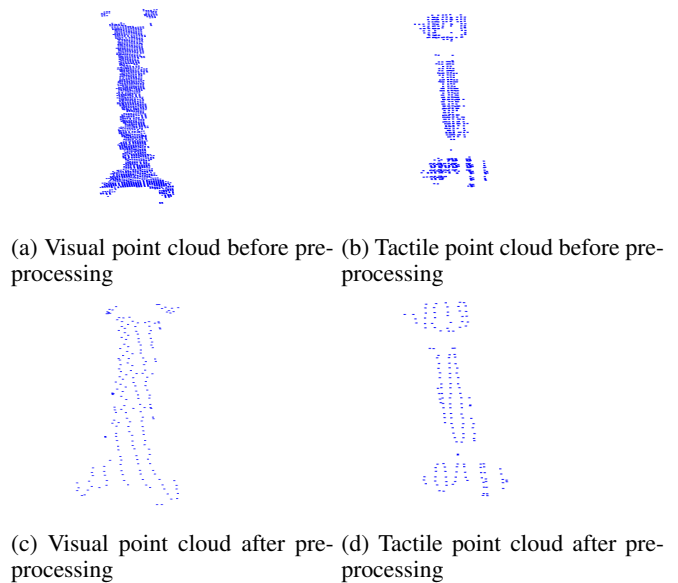 (a) Visual point cloud before pre-
processing
(b) Tactile point cloud before pre-
processing
(c) Visual point cloud after pre-
processing
(d) Tactile point cloud after pre-
processing